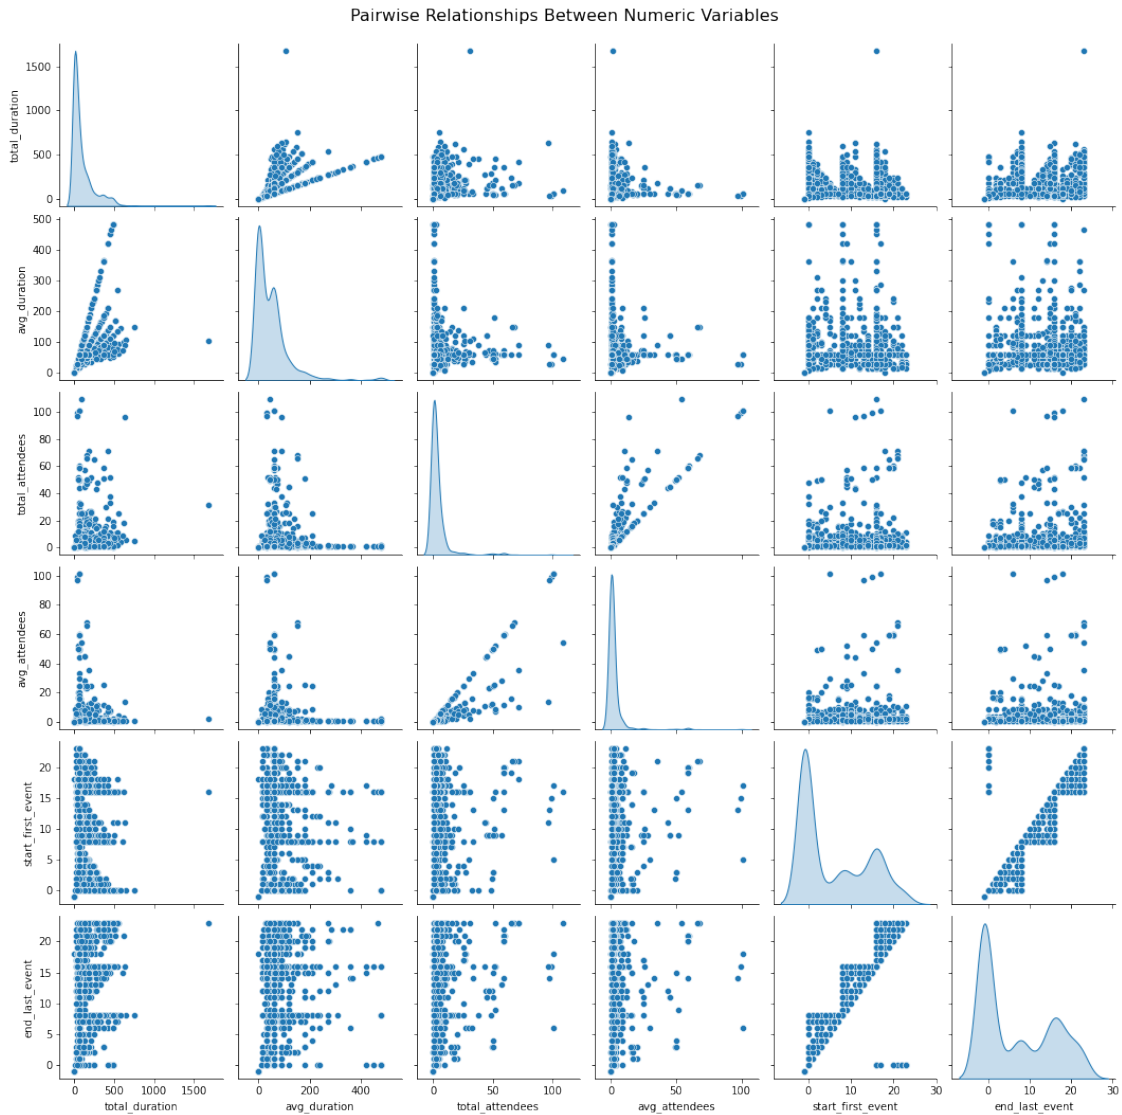 Pairwise Relationships Between Numeric Variables
total_duration
1500
1000
500
0
avg_duration
500
400
300
200
100
0
total_attendees
100
80
60
40
20
0
avg_attendees
100
80
60
40
20
0
start_first_event
20
15
10
5
0
end_last_event
20
15
10
5
0
0 500 1000 1500
0 200 400
0 50 100
0 50 100
0 10 20 30
0 10 20 30
total_duration
avg_duration
total_attendees
avg_attendees
start_first_event
end_last_event